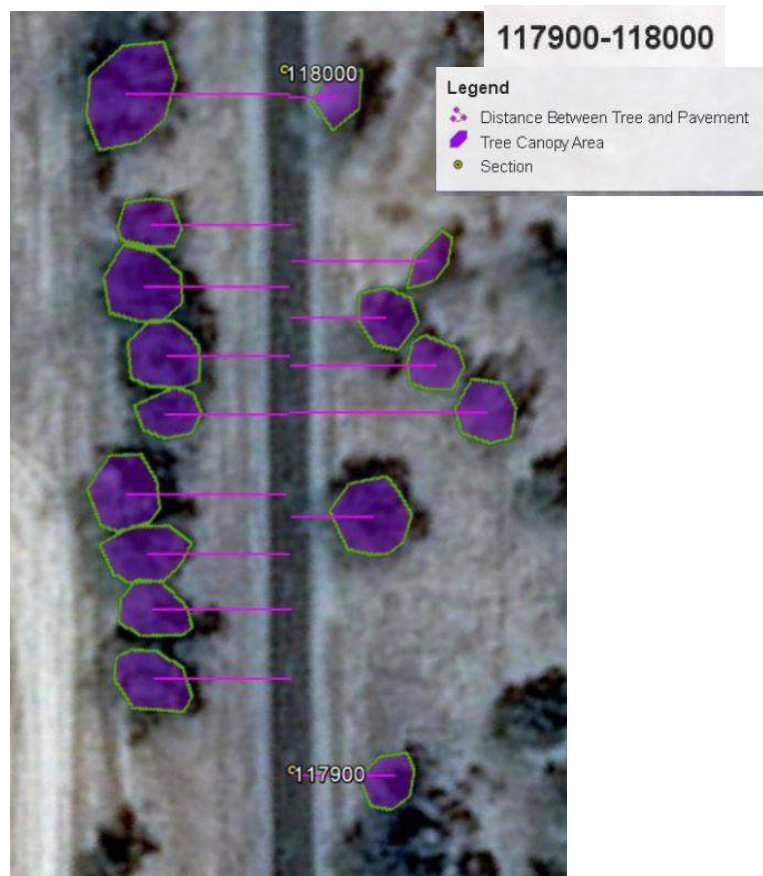 117900-118000
118000
Legend
Distance Between Tree and Pavement
Tree Canopy Area
Section
117900